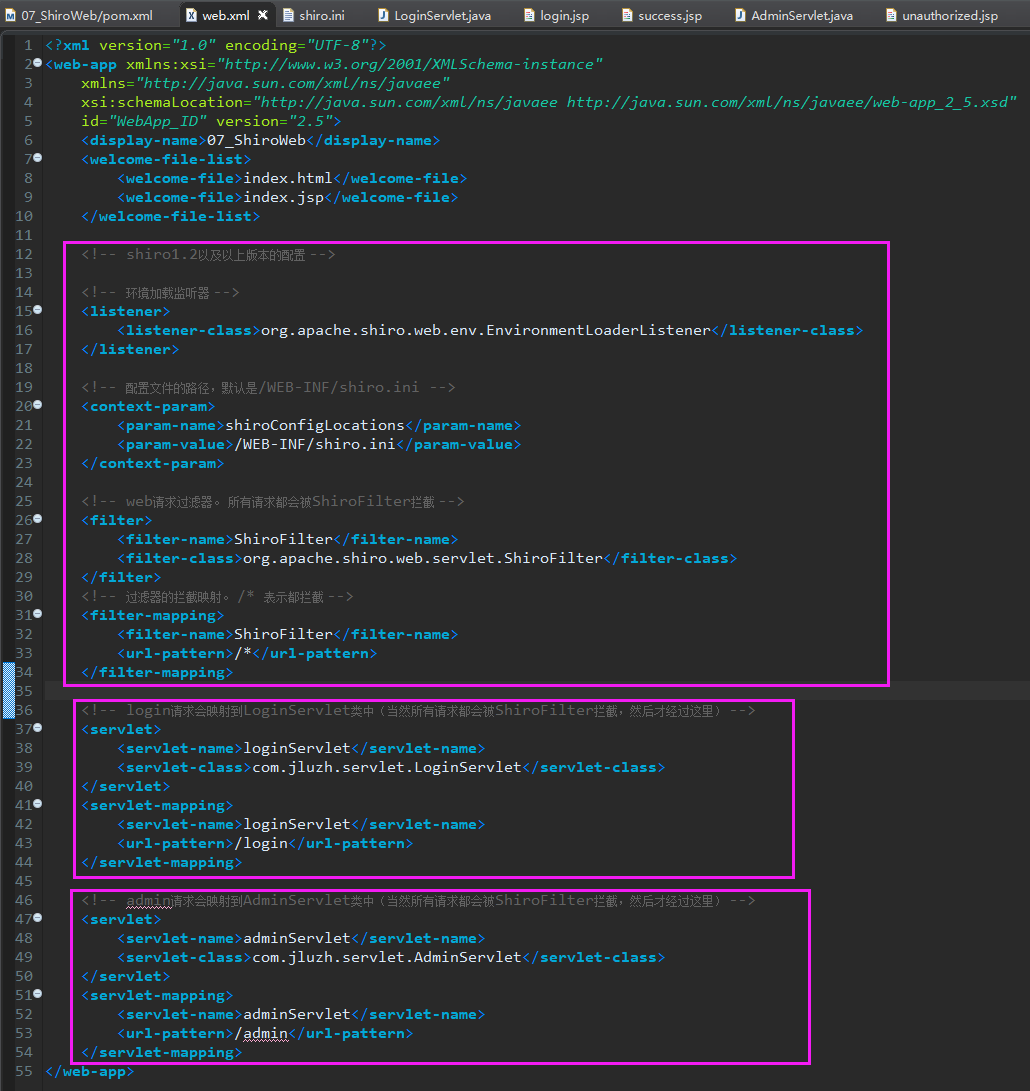 07_ShiroWeb/pom.xml web.xml shiro.ini LoginServlet.java login.jsp success.jsp AdminServlet.java unauthorized.jsp
1 <?xml version="1.0" encoding="UTF-8"?>
2 <web-app xmlns:xsi="http://www.w3.org/2001/XMLSchema-instance"
3 xmlns="http://java.sun.com/xml/ns/javaee"
4 xsi:schemaLocation="http://java.sun.com/xml/ns/javaee http://java.sun.com/xml/ns/javaee/web-app_2_5.xsd"
5 id="WebApp_ID" version="2.5">
6 <display-name>07_ShiroWeb</display-name>
7 <welcome-file-list>
8 <welcome-file>index.html</welcome-file>
9 <welcome-file>index.jsp</welcome-file>
10 </welcome-file-list>
11
12 <!-- shiro1.2以及以上版本的配置 -->
13
14 <!-- 环境加载监听器 -->
15 <listener>
16 <listener-class>org.apache.shiro.web.env.EnvironmentLoaderListener</listener-class>
17 </listener>
18
19 <!-- 配置文件的路径，默认是/WEB-INF/shiro.ini -->
20 <context-param>
21 <param-name>shiroConfigLocations</param-name>
22 <param-value>/WEB-INF/shiro.ini</param-value>
23 </context-param>
24
25 <!-- web请求过滤器。所有请求都会被ShiroFilter拦截 -->
26 <filter>
27 <filter-name>ShiroFilter</filter-name>
28 <filter-class>org.apache.shiro.web.servlet.ShiroFilter</filter-class>
29 </filter>
30 <!-- 过滤器的拦截映射。/* 表示都拦截 -->
31 <filter-mapping>
32 <filter-name>ShiroFilter</filter-name>
33 <url-pattern>/*</url-pattern>
34 </filter-mapping>
35
36 <!-- login请求会映射到LoginServlet类中（当然所有请求都会被ShiroFilter拦截，然后才经过这里） -->
37 <servlet>
38 <servlet-name>loginServlet</servlet-name>
39 <servlet-class>com.jluzh.servlet.LoginServlet</servlet-class>
40 </servlet>
41 <servlet-mapping>
42 <servlet-name>loginServlet</servlet-name>
43 <url-pattern>/login</url-pattern>
44 </servlet-mapping>
45
46 <!-- admin请求会映射到AdminServlet类中（当然所有请求都会被ShiroFilter拦截，然后才经过这里） -->
47 <servlet>
48 <servlet-name>adminServlet</servlet-name>
49 <servlet-class>com.jluzh.servlet.AdminServlet</servlet-class>
50 </servlet>
51 <servlet-mapping>
52 <servlet-name>adminServlet</servlet-name>
53 <url-pattern>/admin</url-pattern>
54 </servlet-mapping>
55 </web-app>